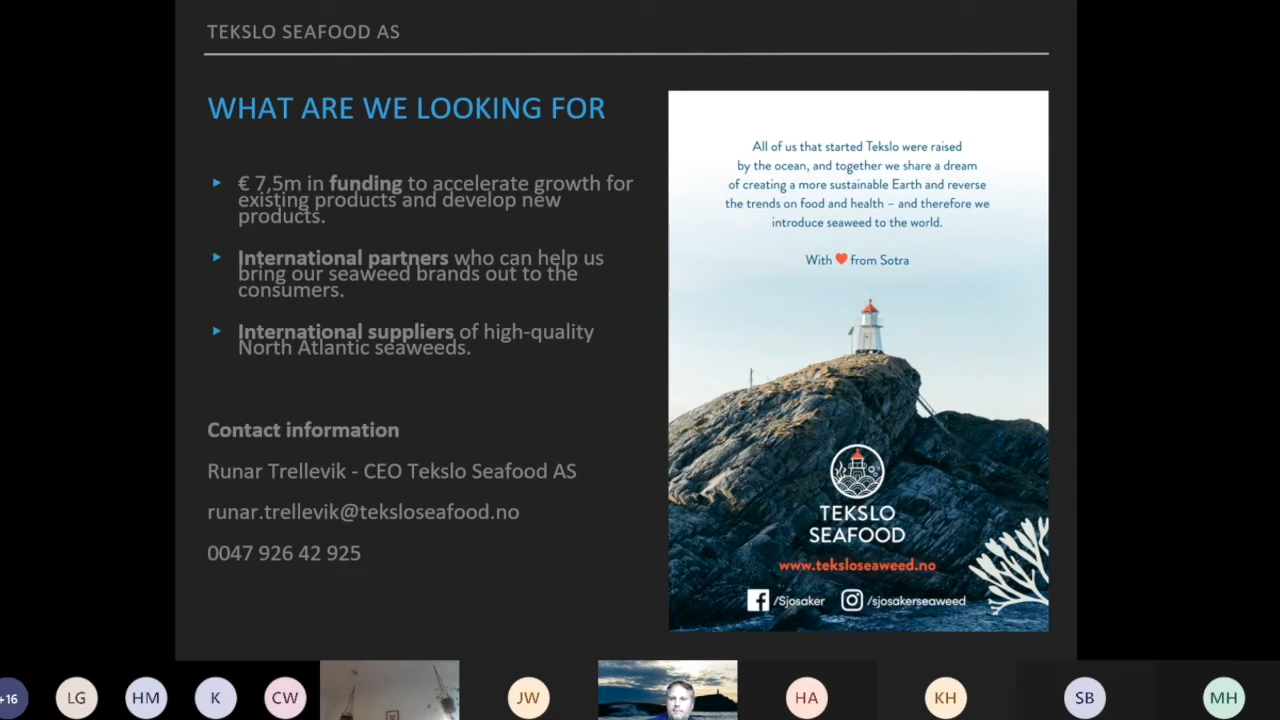 TEKSLO SEAFOOD AS
WHAT ARE WE LOOKING FOR
€ 7,5m in funding to accelerate growth for
existing products and develop new
products.
International partners who can help us
bring our seaweed brands out to the
consumers.
International suppliers of high-quality
North Atlantic seaweeds.
Contact information
Runar Trellevik - CEO Tekslo Seafood AS
runar.trellevik@teksloseafood.no
0047 926 42 925
All of us that started Tekslo were raised
by the ocean, and together we share a dream
of creating a more sustainable Earth and reverse
the trends on food and health – and therefore we
introduce seaweed to the world.
With ❤ from Sotra
TEKSLO
SEAFOOD
www.teksloseaweed.no
/Sjosaker /sjosakerseaweed
+16 LG HM K CW JW HA KH SB MH